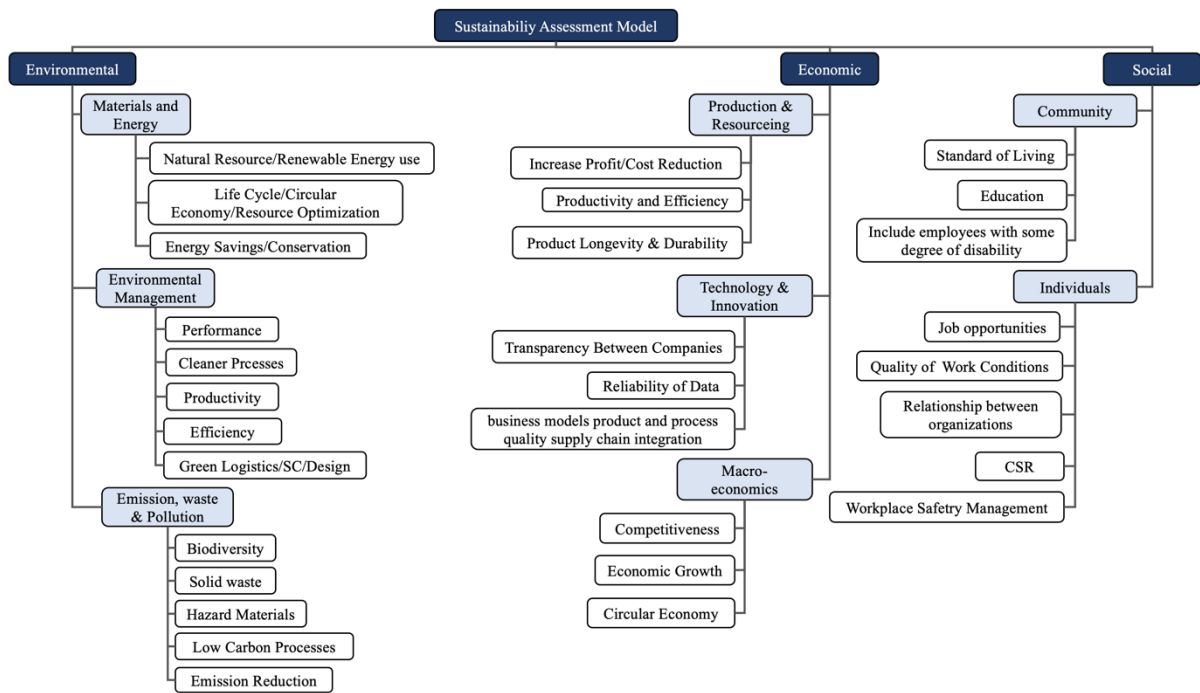 Sustainabiliy Assessment Model
Environmental
Economic
Social
Materials and
Energy
Natural Resource/Renewable Energy use
Life Cycle/Circular
Economy/Resource Optimization
Energy Savings/Conservation
Environmental
Management
Performance
Cleaner Prcesses
Productivity
Efficiency
Green Logistics/SC/Design
Emission, waste
& Pollution
Biodiversity
Solid waste
Hazard Materials
Low Carbon Processes
Emission Reduction
Production &
Resourceing
Increase Profit/Cost Reduction
Productivity and Efficiency
Product Longevity & Durability
Technology &
Innovation
Transparency Between Companies
Reliability of Data
business models product and process
quality supply chain integration
Macro-
economics
Competitiveness
Economic Growth
Circular Economy
Community
Standard of Living
Education
Include employees with some
degree of disability
Individuals
Job opportunities
Quality of  Work Conditions
Relationship between
organizations
CSR
Workplace Safetry Management